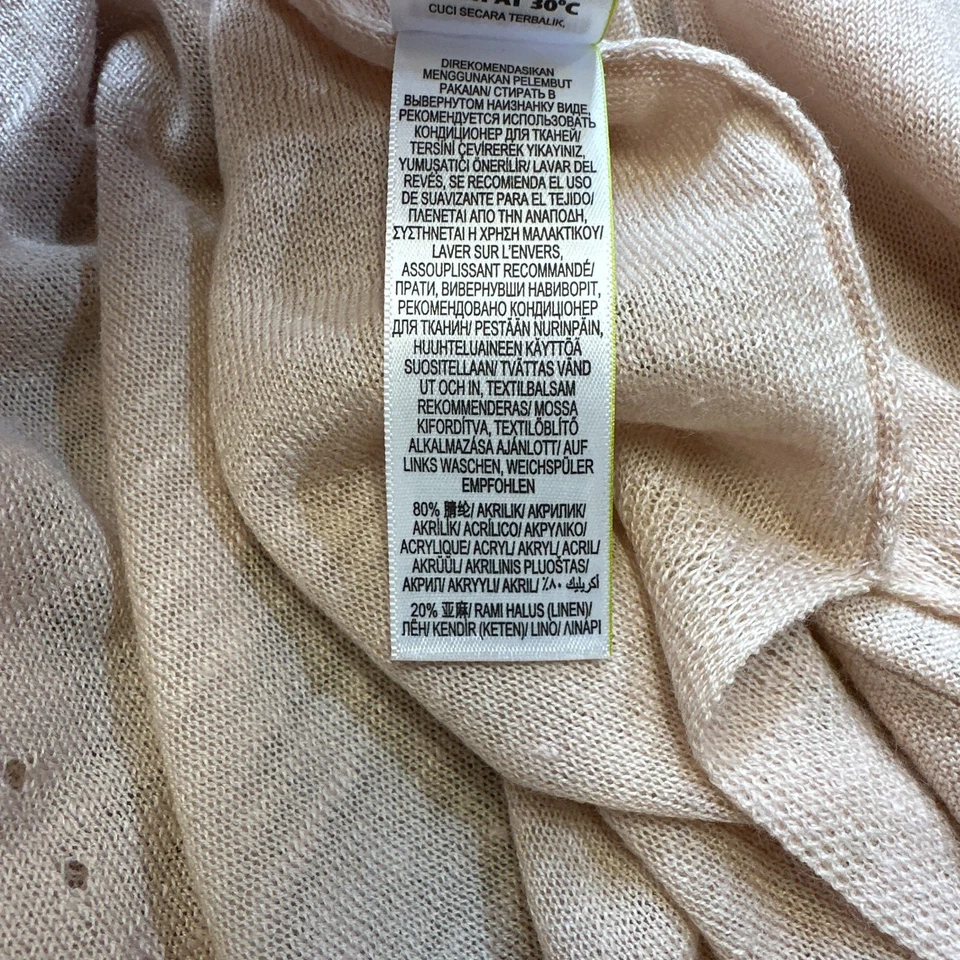 AT 30°C
CUCI SECARA TERBALIK,
DIREKOMENDASIKAN
MENGGUNAKAN PELEMBUT
PAKAIAN/ СТИРАТЬ В
ВЫВЕРНУТОМ НАИЗНАНКУ ВИДЕ,
РЕКОМЕНДУЕТСЯ ИСПОЛЬЗОВАТЬ
КОНДИЦИОНЕР ДЛЯ ТКАНЕЙ/
TERSİNİ ÇEVİREREK YIKAYINIZ,
YUMUŞATICI ÖNERİLİR/ LAVAR DEL
REVÉS, SE RECOMIENDA EL USO
DE SUAVIZANTE PARA EL TEJIDO/
ΠΛΕΝΕΤΑΙ ΑΠΟ ΤΗΝ ΑΝΑΠΟΔΗ,
ΣΥΣΤΗΝΕΤΑΙ Η ΧΡΗΣΗ ΜΑΛΑΚΤΙΚΟΥ/
LAVER SUR L'ENVERS,
ASSOUPLISSANT RECOMMANDÉ/
ПРАТИ, ВИВЕРНУВШИ НАВИВОРІТ,
РЕКОМЕНДОВАНО КОНДИЦІОНЕР
ДЛЯ ТКАНИН/ PESTÄÄN NURINPÄIN,
HUUHTELUAINEEN KÄYTTÖÄ
SUOSITELLAAN/ TVÄTTAS VÄND
UT OCH IN, TEXTILBALSAM
REKOMMENDERAS/ MOSSA
KIFORDÍTVA, TEXTILÖBLÍTŐ
ALKALMAZÁSA AJÁNLOTT/ AUF
LINKS WASCHEN, WEICHSPÜLER
EMPFOHLEN
80% 腈纶/ AKRILIK/ АКРИЛИК/
AKRİLİK/ ACRÍLICO/ ΑΚΡΥΛΙΚΟ/
ACRYLIQUE/ ACRYL/ AKRYL/ ACRIL/
AKRÜÜL/ AKRILINIS PLUOŠTAS/
АКРИЛ/ AKRYYLI/ AKRIL/ أكريليك ٨٠٪
20% 亚麻/ RAMI HALUS (LINEN)/
ЛЁН/ KENDİR (KETEN)/ LINO/ ΛΙΝΑΡΙ